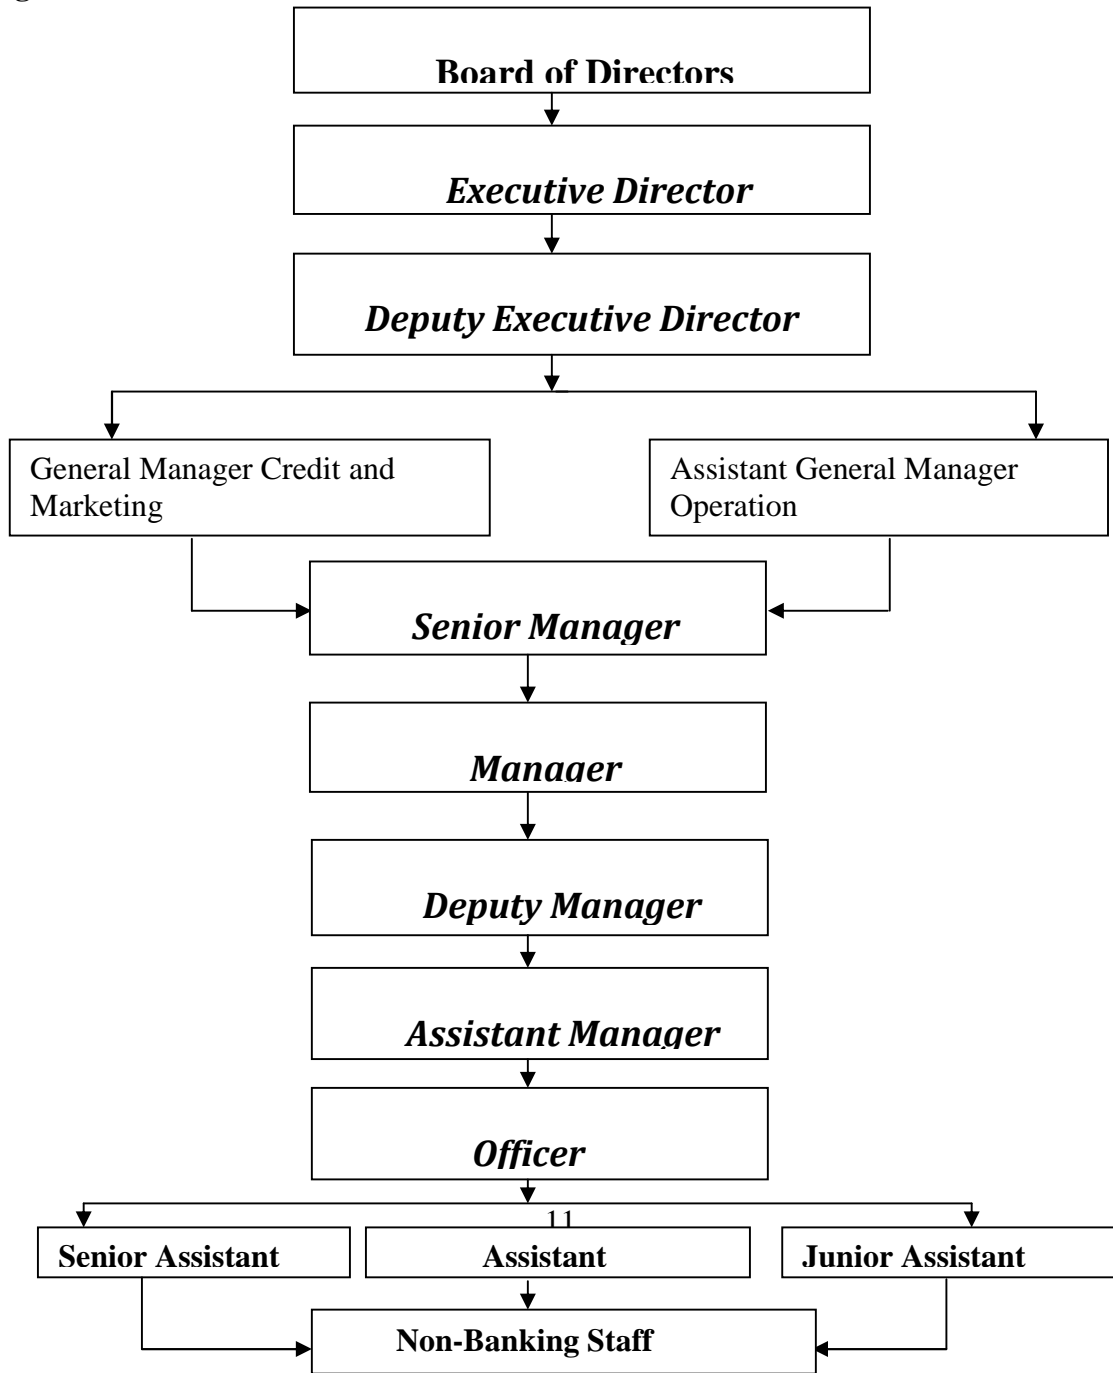 Board of Directors
Executive Director
Deputy Executive Director
General Manager Credit and
Marketing
Assistant General Manager
Operation
Senior Manager
Manager
Deputy Manager
Assistant Manager
Officer
11
Senior Assistant
Assistant
Junior Assistant
Non-Banking Staff